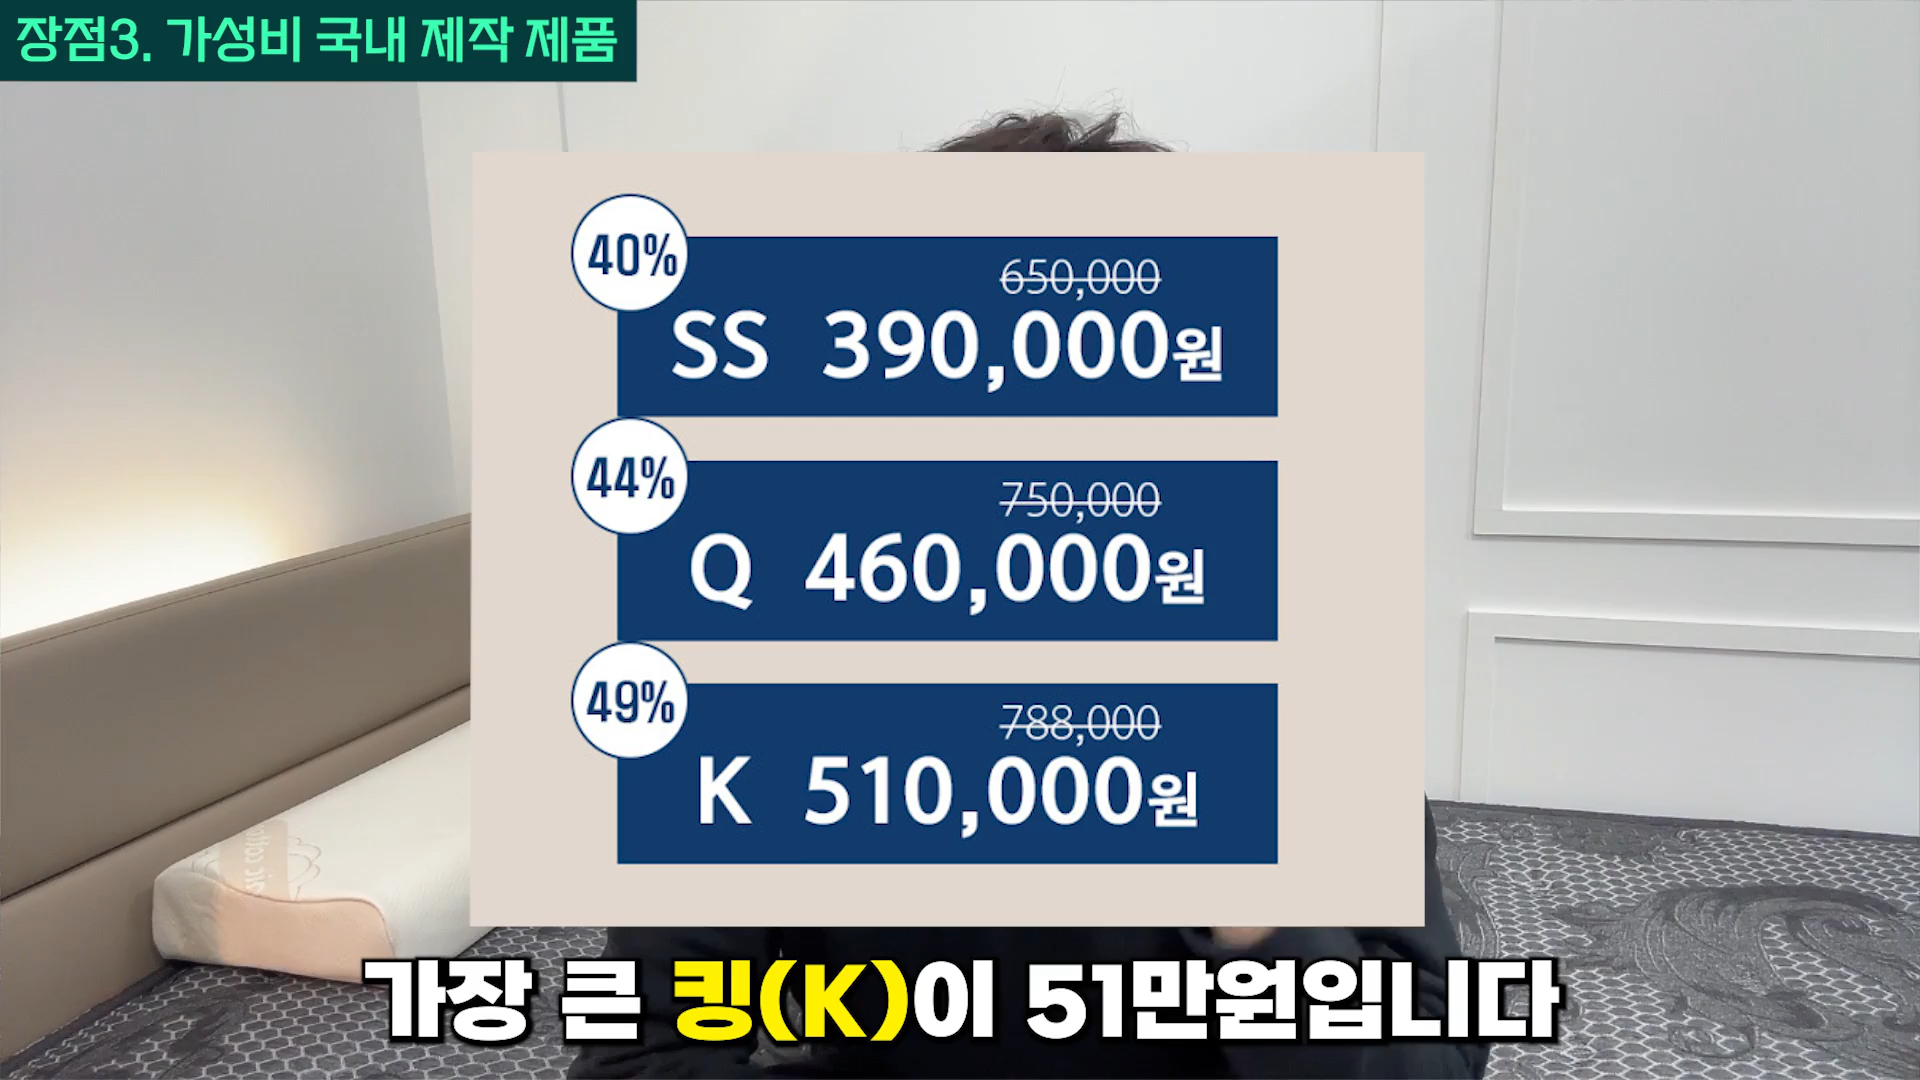 장점3. 가성비 국내 제작 제품
40%
650,000
SS 390,000원
44%
750,000
Q 460,000원
49%
788,000
K 510,000원
가장 큰 킹(K)이 51만원입니다